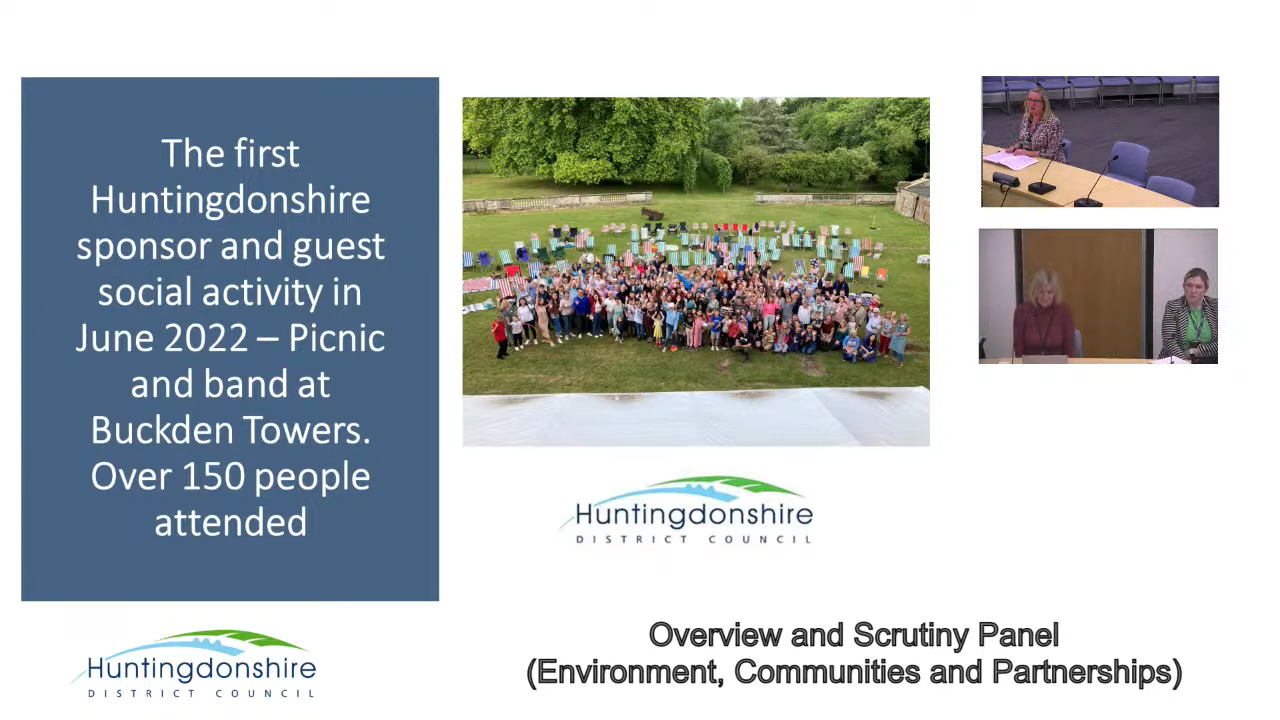 The first
Huntingdonshire
sponsor and guest
social activity in
June 2022 – Picnic
and band at
Buckden Towers.
Over 150 people
attended
Huntingdonshire
DISTRICT COUNCIL
Huntingdonshire
DISTRICT COUNCIL
Overview and Scrutiny Panel
(Environment, Communities and Partnerships)